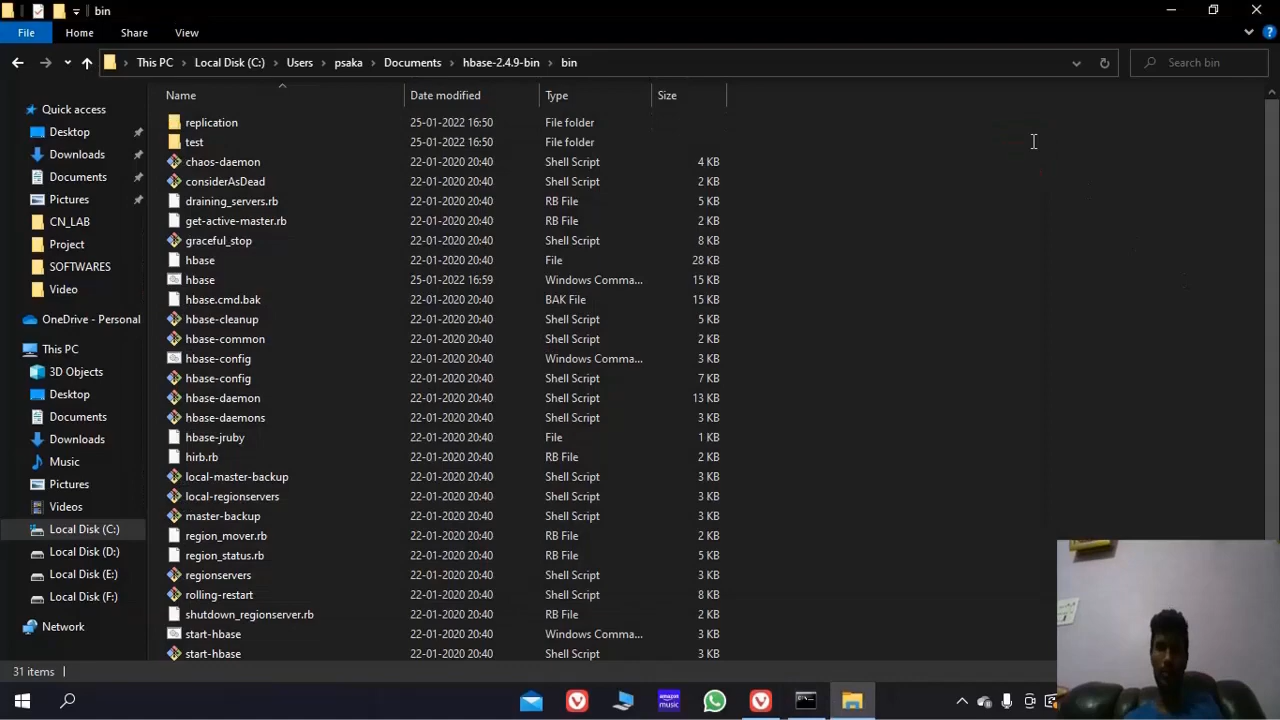 bin
File Home Share View
This PC Local Disk (C:) Users psaka Documents hbase-2.4.9-bin bin Search bin
Name Date modified Type Size
Quick access
Desktop
Downloads
Documents
Pictures
CN_LAB
Project
SOFTWARES
Video
OneDrive - Personal
This PC
3D Objects
Desktop
Documents
Downloads
Music
Pictures
Videos
Local Disk (C:)
Local Disk (D:)
Local Disk (E:)
Local Disk (F:)
Network
replication 25-01-2022 16:50 File folder
test 25-01-2022 16:50 File folder
chaos-daemon 22-01-2020 20:40 Shell Script 4 KB
considerAsDead 22-01-2020 20:40 Shell Script 2 KB
draining_servers.rb 22-01-2020 20:40 RB File 5 KB
get-active-master.rb 22-01-2020 20:40 RB File 2 KB
graceful_stop 22-01-2020 20:40 Shell Script 8 KB
hbase 22-01-2020 20:40 File 28 KB
hbase 25-01-2022 16:59 Windows Comma... 15 KB
hbase.cmd.bak 22-01-2020 20:40 BAK File 15 KB
hbase-cleanup 22-01-2020 20:40 Shell Script 5 KB
hbase-common 22-01-2020 20:40 Shell Script 2 KB
hbase-config 22-01-2020 20:40 Windows Comma... 3 KB
hbase-config 22-01-2020 20:40 Shell Script 7 KB
hbase-daemon 22-01-2020 20:40 Shell Script 13 KB
hbase-daemons 22-01-2020 20:40 Shell Script 3 KB
hbase-jruby 22-01-2020 20:40 File 1 KB
hirb.rb 22-01-2020 20:40 RB File 2 KB
local-master-backup 22-01-2020 20:40 Shell Script 3 KB
local-regionservers 22-01-2020 20:40 Shell Script 3 KB
master-backup 22-01-2020 20:40 Shell Script 3 KB
region_mover.rb 22-01-2020 20:40 RB File 2 KB
region_status.rb 22-01-2020 20:40 RB File 5 KB
regionservers 22-01-2020 20:40 Shell Script 3 KB
rolling-restart 22-01-2020 20:40 Shell Script 8 KB
shutdown_regionserver.rb 22-01-2020 20:40 RB File 2 KB
start-hbase 22-01-2020 20:40 Windows Comma... 3 KB
start-hbase 22-01-2020 20:40 Shell Script 3 KB
31 items
amazon
music